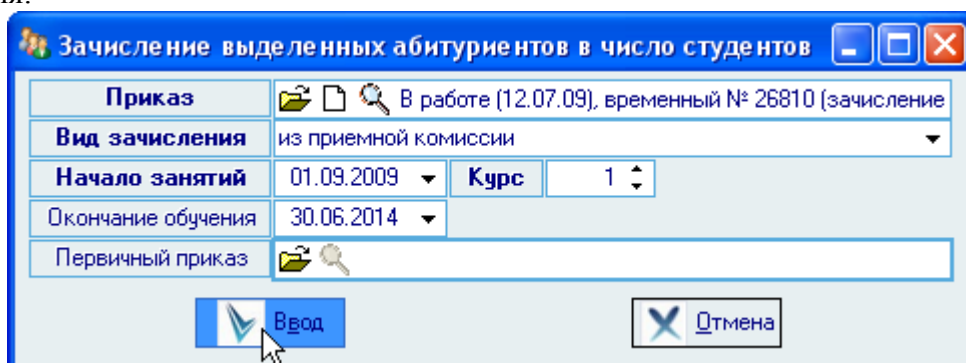 Зачисление выделенных абитуриентов в число студентов
Приказ В работе (12.07.09), временный № 26810 (зачисление
Вид зачисления из приемной комиссии
Начало занятий 01.09.2009 Курс 1
Окончание обучения 30.06.2014
Первичный приказ
Ввод Отмена